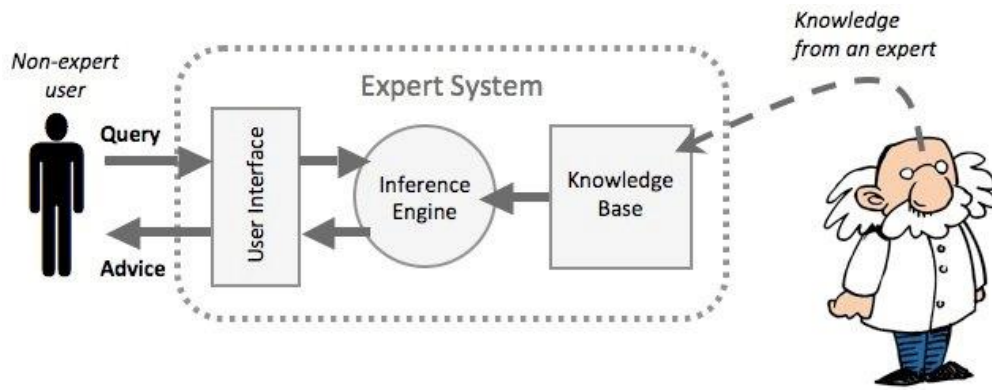 Non-expert
user
Query
Advice
Expert System
User Interface
Inference
Engine
Knowledge
Base
Knowledge
from an expert